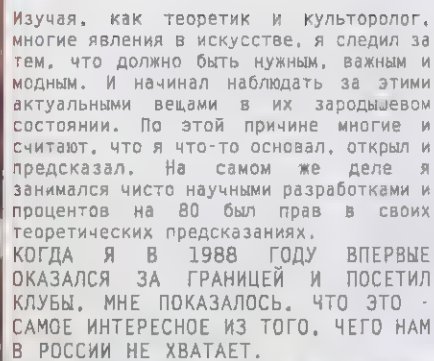 Изучая, как теоретик и культоролог,
многие явления в искусстве, я следил за
тем, что должно быть нужным, важным и
модным. И начинал наблюдать за этими
актуальными вещами в их зародышевом
состоянии. По этой причине многие и
считают, что я что-то основал, открыл и
предсказал. На самом же деле я
занимался чисто научными разработками и
процентов на 80 был прав в своих
теоретических предсказаниях.
КОГДА Я В 1988 ГОДУ ВПЕРВЫЕ
ОКАЗАЛСЯ ЗА ГРАНИЦЕЙ И ПОСЕТИЛ
КЛУБЫ, МНЕ ПОКАЗАЛОСЬ, ЧТО ЭТО -
САМОЕ ИНТЕРЕСНОЕ ИЗ ТОГО, ЧЕГО НАМ
В РОССИИ НЕ ХВАТАЕТ.